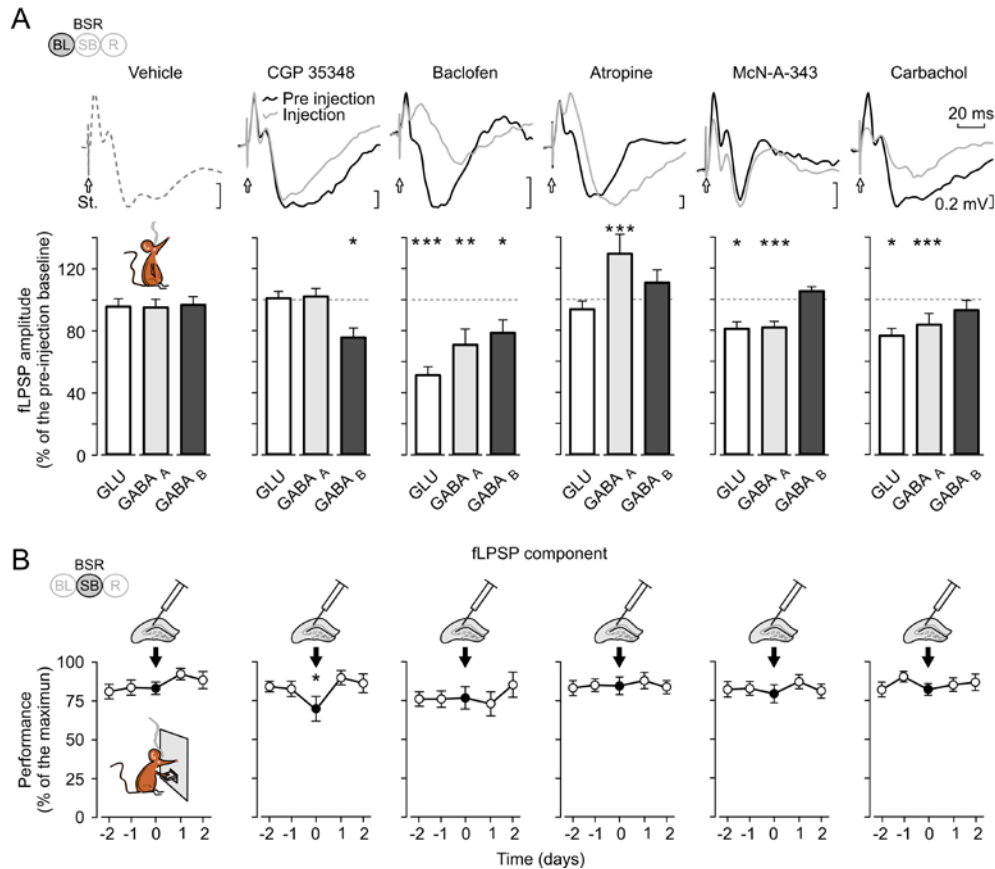 A
BSR
BL SB R
Vehicle
CGP 35348
Baclofen
Atropine
McN-A-343
Carbachol
Pre injection
Injection
20 ms
St.
0.2 mV
fLPSP amplitude
(% of the pre-injection baseline)
120
80
40
0
*
*** ** *
***
* ***
* ***
GLU GABA A GABA B
GLU GABA A GABA B
GLU GABA A GABA B
GLU GABA A GABA B
GLU GABA A GABA B
GLU GABA A GABA B
fLPSP component
B
BSR
BL SB R
Performance
(% of the maximun)
100
75
50
25
0
*
-2 -1 0 1 2
-2 -1 0 1 2
-2 -1 0 1 2
-2 -1 0 1 2
-2 -1 0 1 2
-2 -1 0 1 2
Time (days)